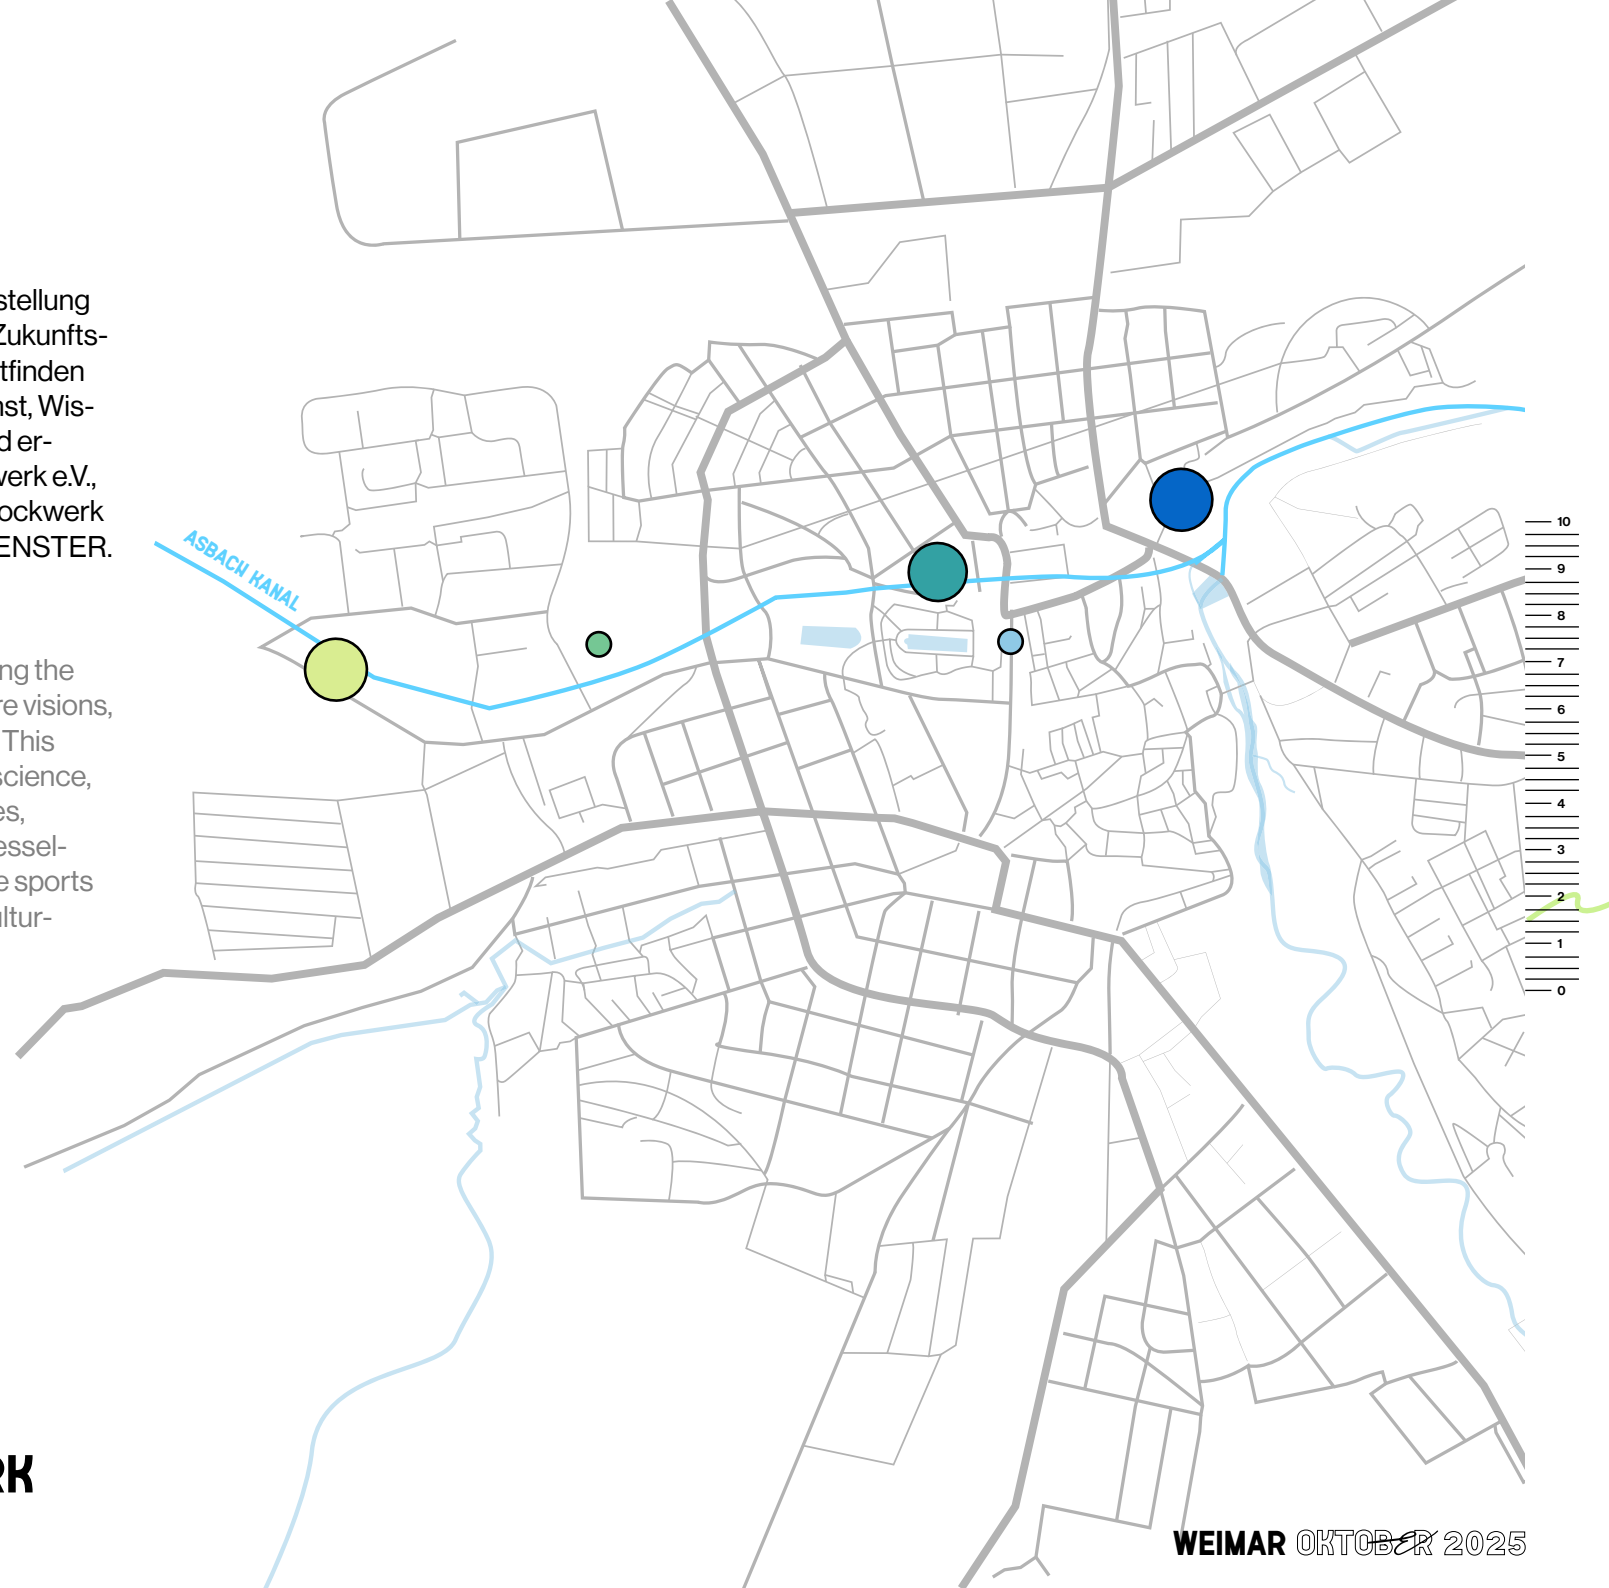 stellung
Zukunfts-
tfinden
nst, Wis-
d er-
werk e.V.,
ockwerk
ENSTER.
ASBACH KANAL
ng the
re visions,
This
science,
es,
essel-
e sports
ltur-
10
9
8
7
6
5
4
3
2
1
0
RK
WEIMAR OKTOBER 2025